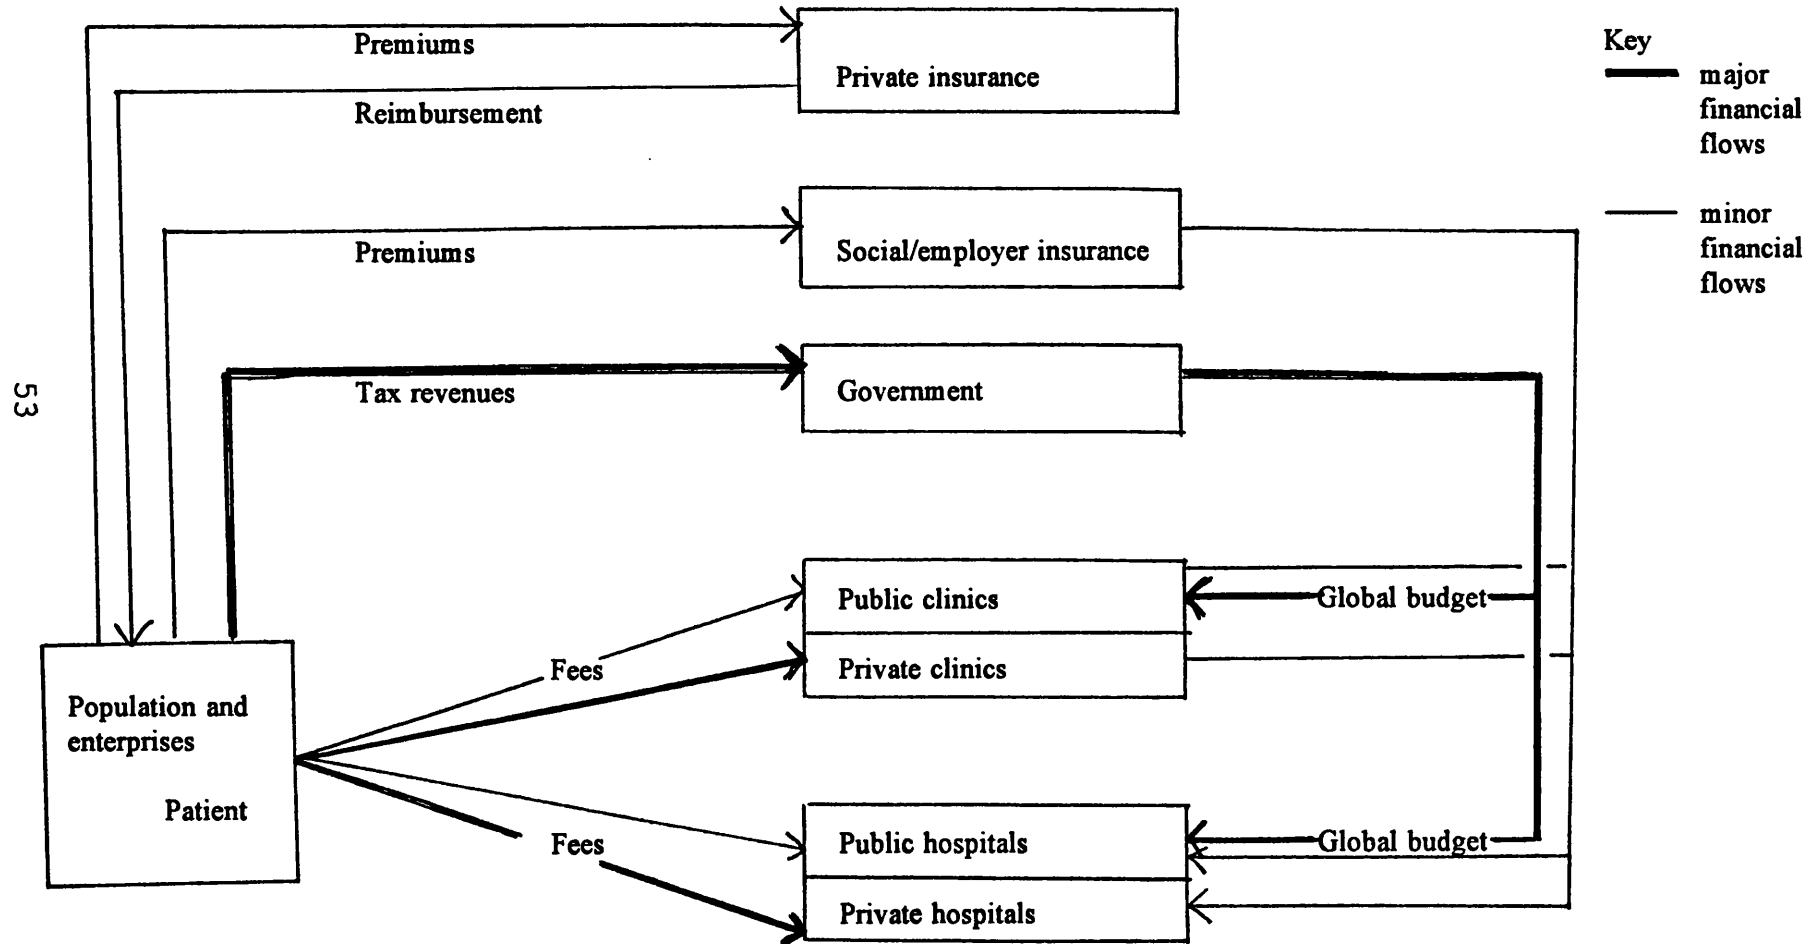 Premiums
Reimbursement
Private insurance
Key
major
financial
flows
minor
financial
flows
Premiums
Social/employer insurance
Tax revenues
Government
53
Public clinics
Global budget
Fees
Private clinics
Population and
enterprises
Patient
Fees
Public hospitals
Global budget
Private hospitals